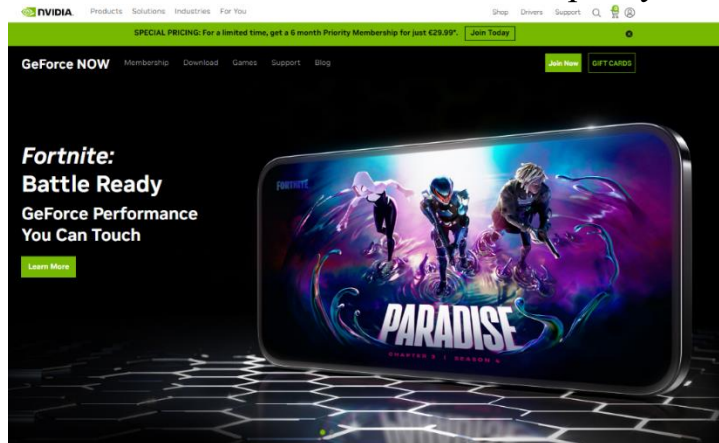 NVIDIA. Products Solutions Industries For You Shop Drivers Support
SPECIAL PRICING: For a limited time, get a 6 month Priority Membership for just €29.99*. Join Today
GeForce NOW Membership Download Games Support Blog Join Now GIFT CARDS
Fortnite:
Battle Ready
GeForce Performance
You Can Touch
Learn More
FORTNITE
PARADISE
CHAPTER 3 | SEASON 4